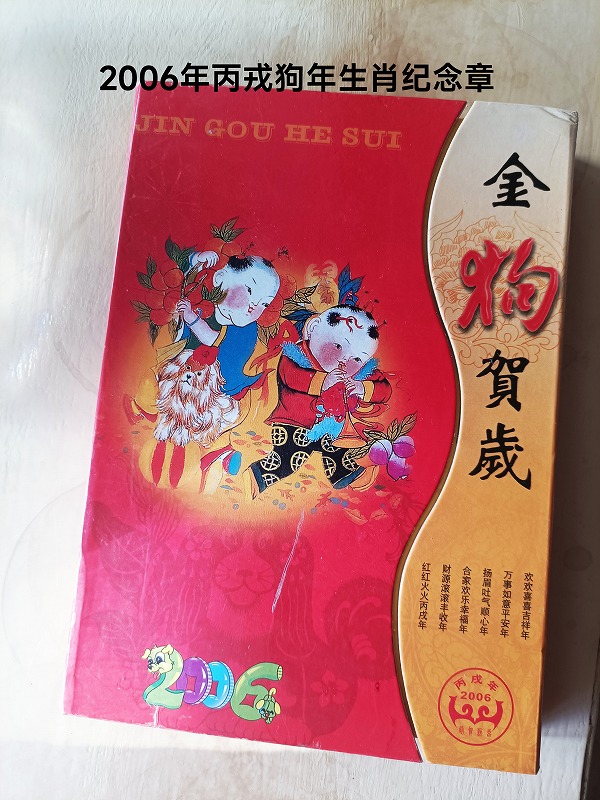 2006年丙戎狗年生肖纪念章
JIN GOU HE SUI
金狗賀歲
欢欢喜喜吉祥年
万事如意平安年
扬眉吐气顺心年
合家欢乐幸福年
财源滚滚丰收年
红红火火丙戌年
2006
丙戌年
2006